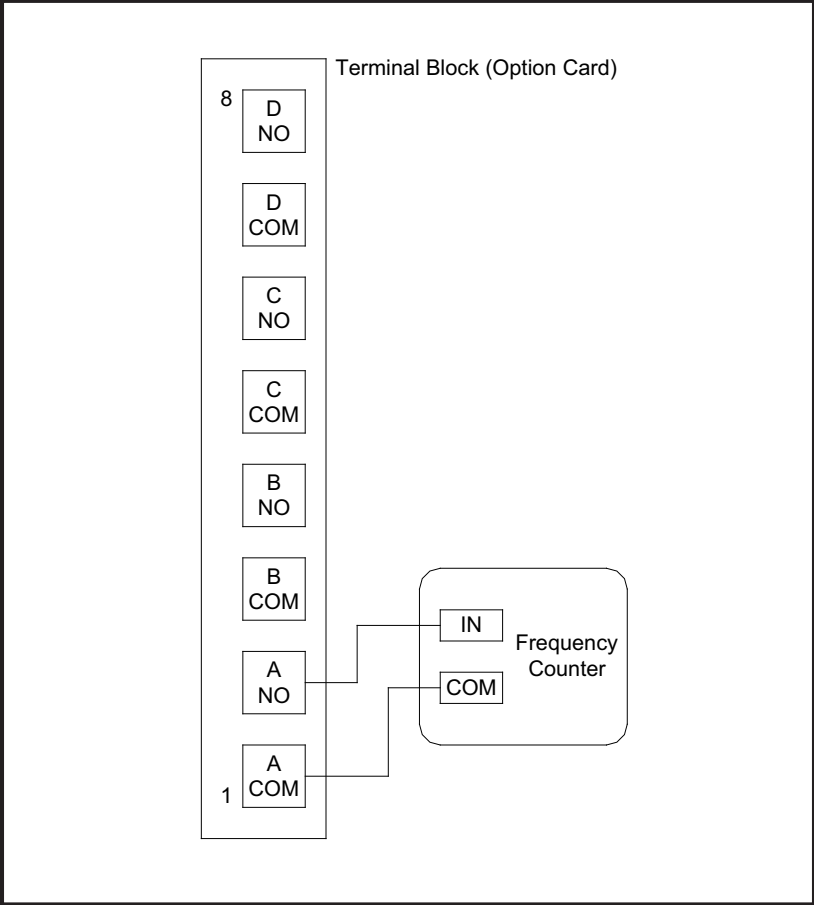 Terminal Block (Option Card)
8
D
NO
D
COM
C
NO
C
COM
B
NO
B
COM
A
NO
A
COM
1
IN
COM
Frequency
Counter